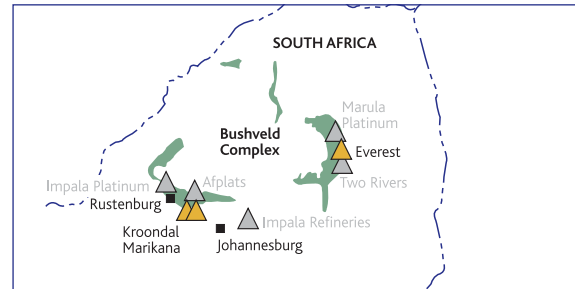 SOUTH AFRICA
Marula
Platinum
Bushveld
Complex
Everest
Impala Platinum
Afplats
Two Rivers
Rustenburg
Impala Refineries
Kroondal
Marikana
Johannesburg